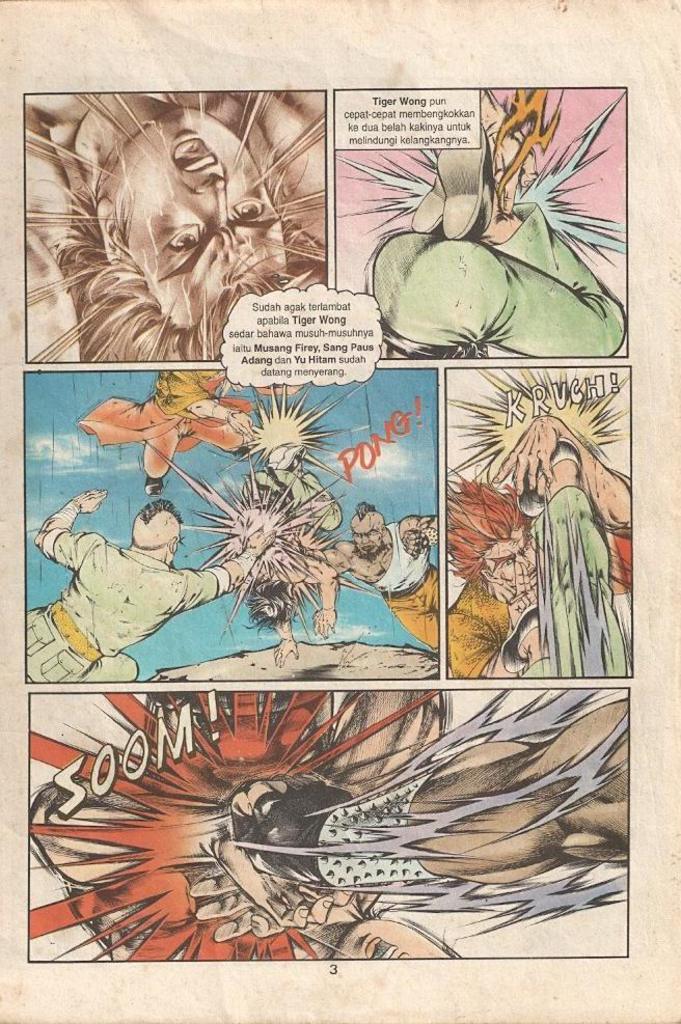 Tiger Wong pun
cepat-cepat membengkokkan
ke dua belah kakinya untuk
melindungi kelangkangnya.
Sudah agak terlambat
apabila Tiger Wong
sedar bahawa musuh-musuhnya
iaitu Musang Firey, Sang Paus
Adang dan Yu Hitam sudah
datang menyerang.
PONG!
KRUGH!
SOOM!
3